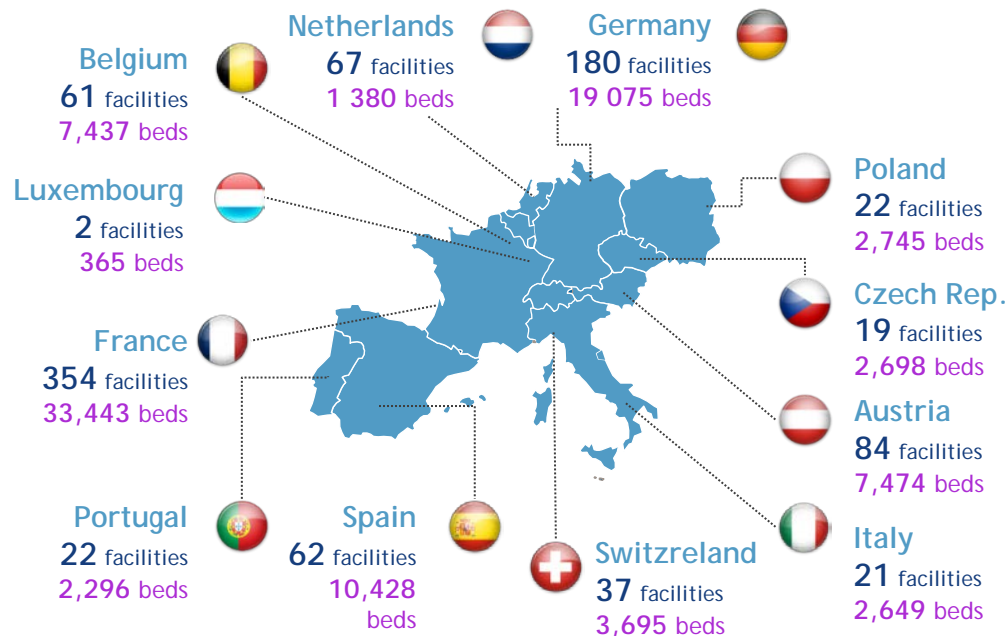 Netherlands
67 facilities
1 380 beds
Germany
180 facilities
19 075 beds
Belgium
61 facilities
7,437 beds
Luxembourg
2 facilities
365 beds
France
354 facilities
33,443 beds
Portugal
22 facilities
2,296 beds
Spain
62 facilities
10,428
beds
Switzreland
37 facilities
3,695 beds
Poland
22 facilities
2,745 beds
Czech Rep.
19 facilities
2,698 beds
Austria
84 facilities
7,474 beds
Italy
21 facilities
2,649 beds